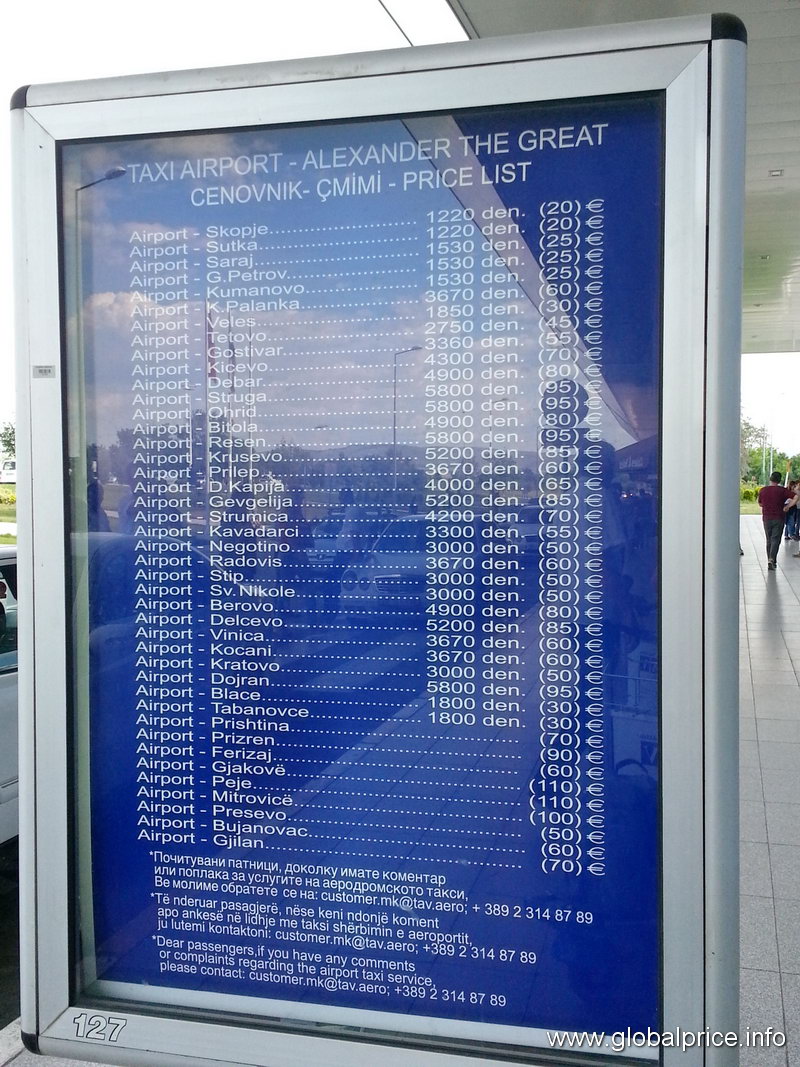 TAXI AIRPORT - ALEXANDER THE GREAT
CENOVNIK- ÇMIMI - PRICE LIST
Airport - Skopje 1220 den. (20) €
Airport - Sutka 1220 den. (20) €
Airport - Saraj 1530 den. (25) €
Airport - G.Petrov 1530 den. (25) €
Airport - Kumanovo 1530 den. (25) €
Airport - K.Palanka 3670 den. (60) €
Airport - Veles 1850 den. (30) €
Airport - Tetovo 2750 den. (45) €
Airport - Gostivar 3360 den. (55) €
Airport - Kicevo 4300 den. (70) €
Airport - Debar 4900 den. (80) €
Airport - Struga 5800 den. (95) €
Airport - Ohrid 5800 den. (95) €
Airport - Bitola 4900 den. (80) €
Airport - Resen 5800 den. (95) €
Airport - Krusevo 5200 den. (85) €
Airport - Prilep 3670 den. (60) €
Airport - D.Kapija 4000 den. (65) €
Airport - Gevgelija 5200 den. (85) €
Airport - Strumica 4200 den. (70) €
Airport - Kavadarci 3300 den. (55) €
Airport - Negotino 3000 den. (50) €
Airport - Radovis 3670 den. (60) €
Airport - Stip 3000 den. (50) €
Airport - Sv.Nikole 3000 den. (50) €
Airport - Berovo 4900 den. (80) €
Airport - Delcevo 5200 den. (85) €
Airport - Vinica 3670 den. (60) €
Airport - Kocani 3670 den. (60) €
Airport - Kratovo 3000 den. (50) €
Airport - Dojran 5800 den. (95) €
Airport - Blace 1800 den. (30) €
Airport - Tabanovce 1800 den. (30) €
Airport - Prishtina (70) €
Airport - Prizren (90) €
Airport - Ferizaj (60) €
Airport - Gjakovë (110) €
Airport - Peje (110) €
Airport - Mitrovicë (100) €
Airport - Presevo (50) €
Airport - Bujanovac (60) €
Airport - Gjilan (70) €
*Почитувани патници, доколку имате коментар
или поплака за услугите на аеродромското такси,
Ве молиме обратете се на: customer.mk@tav.aero; + 389 2 314 87 89
*Të nderuar pasagjerë, nëse keni ndonjë koment
apo ankesë në lidhje me taksi shërbimin e aeroportit,
ju lutemi kontaktoni: customer.mk@tav.aero; +389 2 314 87 89
*Dear passengers,if you have any comments
or complaints regarding the airport taxi service,
please contact: customer.mk@tav.aero; +389 2 314 87 89
127
www.globalprice.info